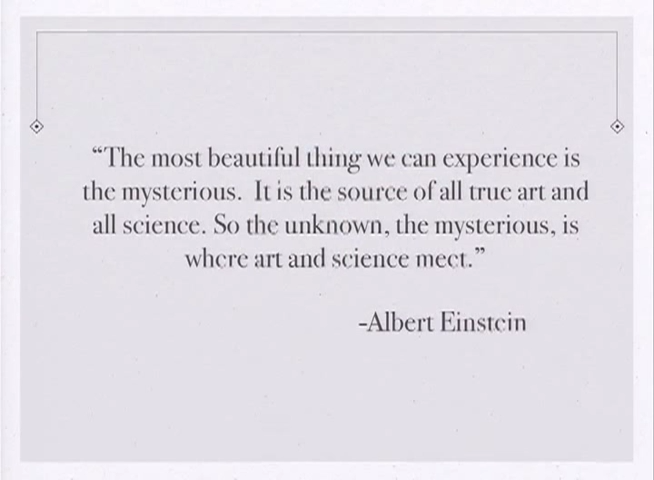 “The most beautiful thing we can experience is
the mysterious. It is the source of all true art and
all science. So the unknown, the mysterious, is
where art and science meet.”
-Albert Einstein